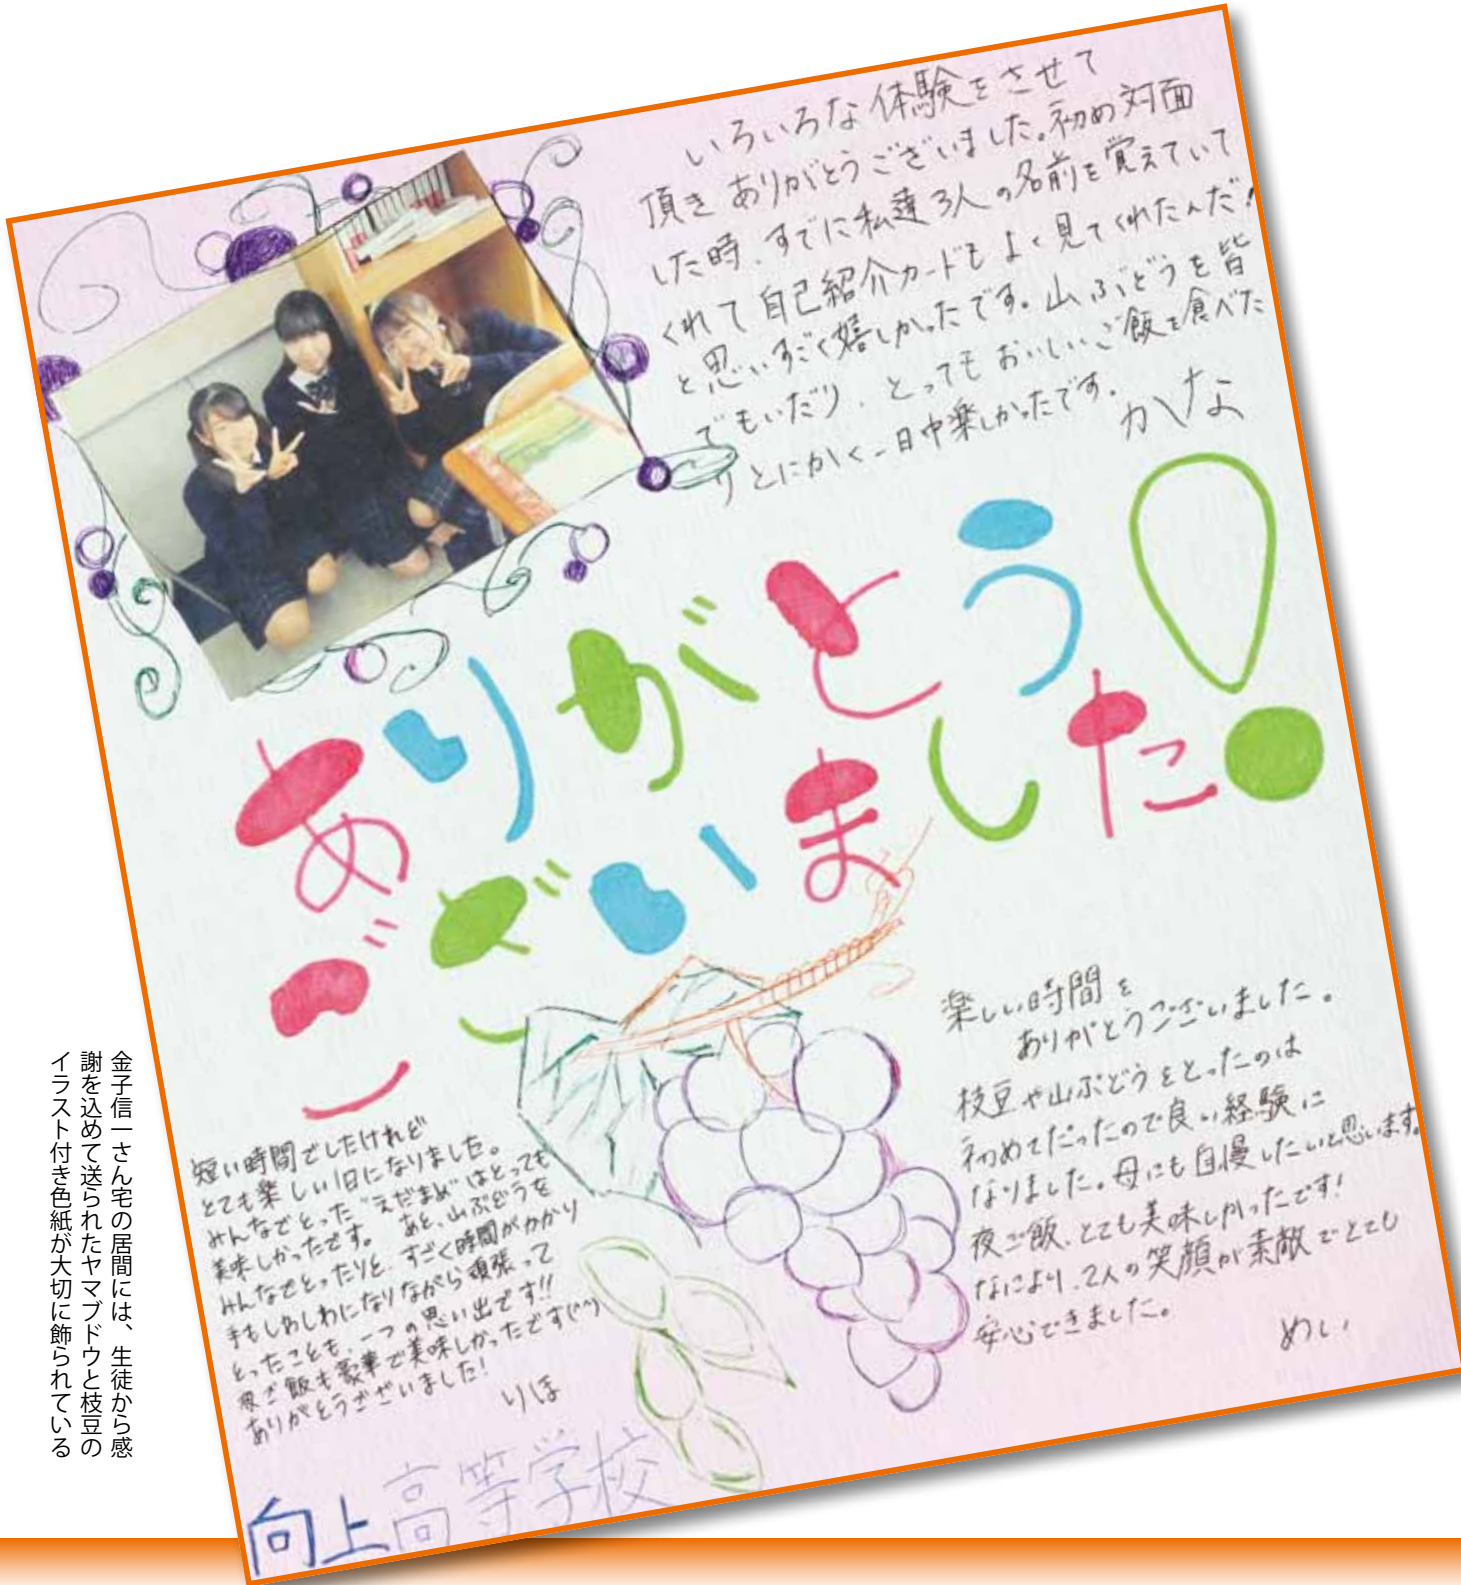 いろいろな体験をさせて
頂きありがとうございました。初め対面
した時、すでに私達3人の名前を覚えていて
くれて自己紹介カードもよく見てくれたんだ!
と思いすごく嬉しかったです。山ぶどうを皆
でもいだり、とってもおいしいご飯を食べた
りとにかく一日中楽しかったです。
かな
ありがとう
ございました!
短い時間でしたけれど
とても楽しい1日になりました。
みんなでとった“えだまめ”はとっても
美味しかったです。あと、山ぶどうを
みんなでとったりと、すごく時間がかかり
手もしわしわになりながら頑張って
とったことも、一つの思い出です!!
夜ご飯も豪華で美味しかったです(^^)
ありがとうございました!
りほ
楽しい時間を
ありがとうございました。
枝豆や山ぶどうをとったのは
初めてだったので良い経験に
なりました。母にも自慢したいと思います。
夜ご飯、とても美味しかったです!
なにより、2人の笑顔が素敵でとても
安心できました。
めい
向上高等学校
金子信一さん宅の居間には、生徒から感
謝を込めて送られたヤマブドウと枝豆の
イラスト付き色紙が大切に飾られている